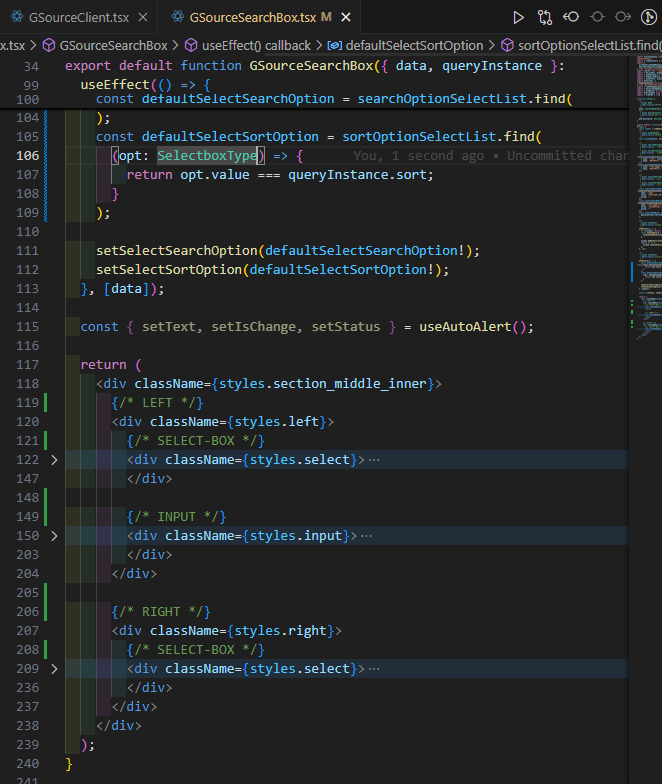 GSourceClient.tsx
GSourceSearchBox.tsx M
x.tsx > GSourceSearchBox > useEffect() callback > defaultSelectSortOption > sortOptionSelectList.find()
34 export default function GSourceSearchBox({ data, queryInstance }:
99 useEffect(() => {
100 const defaultSelectSearchOption = searchOptionSelectList.find(
104 );
105 const defaultSelectSortOption = sortOptionSelectList.find(
106 (opt: SelectboxType) => { You, 1 second ago • Uncommitted chan
107 return opt.value === queryInstance.sort;
108 }
109 );
110
111 setSelectSearchOption(defaultSelectSearchOption!);
112 setSelectSortOption(defaultSelectSortOption!);
113 }, [data]);
114
115 const { setText, setIsChange, setStatus } = useAutoAlert();
116
117 return (
118 <div className={styles.section_middle_inner}>
119 {/* LEFT */}
120 <div className={styles.left}>
121 {/* SELECT-BOX */}
122 <div className={styles.select}>⋯
147 </div>
148
149 {/* INPUT */}
150 <div className={styles.input}>⋯
203 </div>
204 </div>
205
206 {/* RIGHT */}
207 <div className={styles.right}>
208 {/* SELECT-BOX */}
209 <div className={styles.select}>⋯
236 </div>
237 </div>
238 </div>
239 );
240 }
241